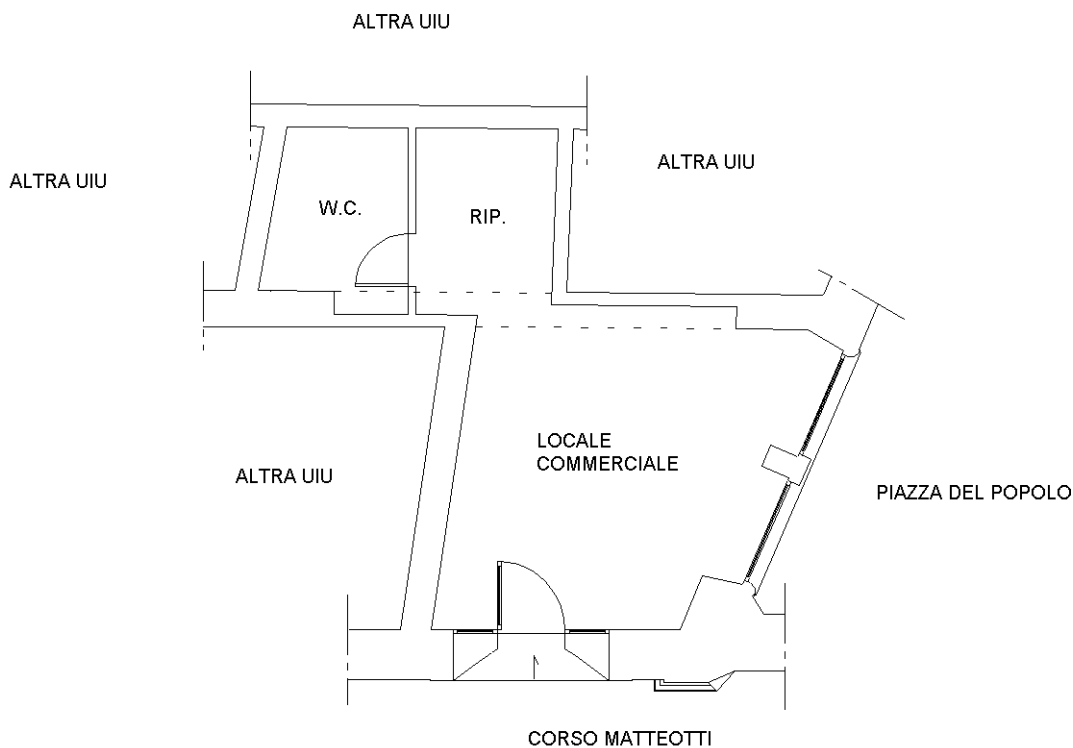 ALTRA UIU
ALTRA UIU
ALTRA UIU
W.C.
RIP.
LOCALE
COMMERCIALE
ALTRA UIU
PIAZZA DEL POPOLO
CORSO MATTEOTTI